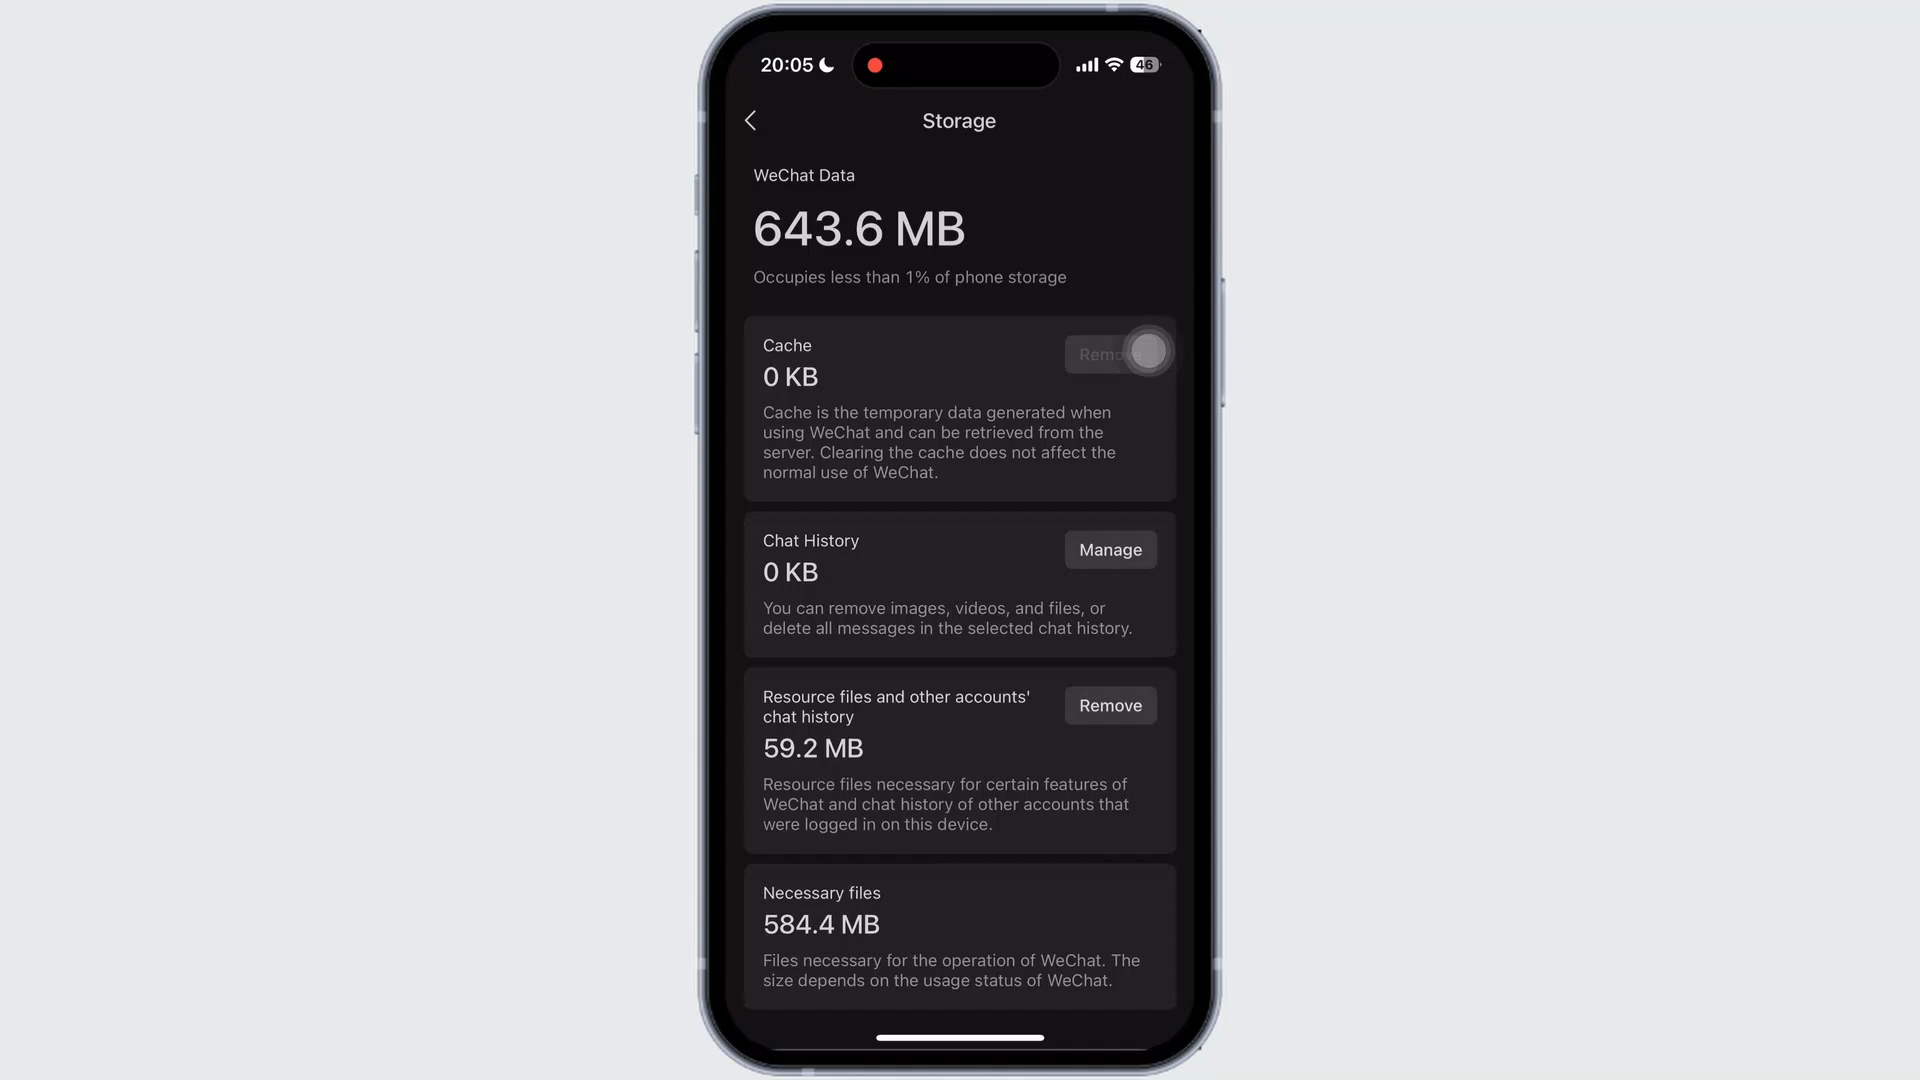 20:05
46
Storage
WeChat Data
643.6 MB
Occupies less than 1% of phone storage
Cache
Remove
0 KB
Cache is the temporary data generated when
using WeChat and can be retrieved from the
server. Clearing the cache does not affect the
normal use of WeChat.
Chat History
Manage
0 KB
You can remove images, videos, and files, or
delete all messages in the selected chat history.
Resource files and other accounts'
chat history
Remove
59.2 MB
Resource files necessary for certain features of
WeChat and chat history of other accounts that
were logged in on this device.
Necessary files
584.4 MB
Files necessary for the operation of WeChat. The
size depends on the usage status of WeChat.